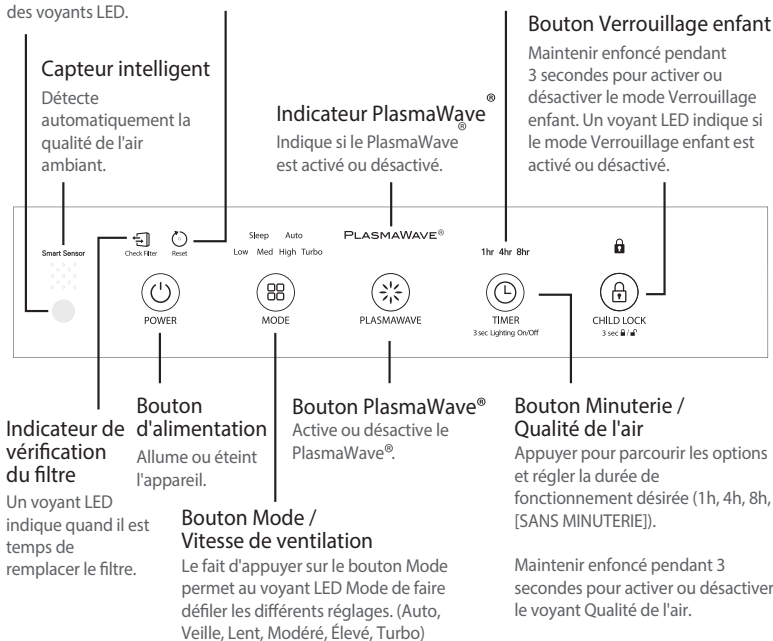 des voyants LED.
Capteur intelligent
Détecte
automatiquement la
qualité de l'air
ambiant.
Indicateur PlasmaWave®
Indique si le PlasmaWave®
est activé ou désactivé.
Bouton Verrouillage enfant
Maintenir enfoncé pendant
3 secondes pour activer ou
désactiver le mode Verrouillage
enfant. Un voyant LED indique si
le mode Verrouillage enfant est
activé ou désactivé.
Smart Sensor
Check Filter Reset
Sleep Auto
Low Med High Turbo
PLASMAWAVE®
1hr 4hr 8hr
POWER
MODE
PLASMAWAVE
TIMER
3 sec Lighting On/Off
CHILD LOCK
3 sec /
Indicateur de
vérification
du filtre
Un voyant LED
indique quand il est
temps de
remplacer le filtre.
Bouton
d'alimentation
Allume ou éteint
l'appareil.
Bouton Mode /
Vitesse de ventilation
Le fait d'appuyer sur le bouton Mode
permet au voyant LED Mode de faire
défiler les différents réglages. (Auto,
Veille, Lent, Modéré, Élevé, Turbo)
Bouton PlasmaWave®
Active ou désactive le
PlasmaWave®.
Bouton Minuterie /
Qualité de l'air
Appuyer pour parcourir les options
et régler la durée de
fonctionnement désirée (1h, 4h, 8h,
[SANS MINUTERIE]).
Maintenir enfoncé pendant 3
secondes pour activer ou désactiver
le voyant Qualité de l'air.